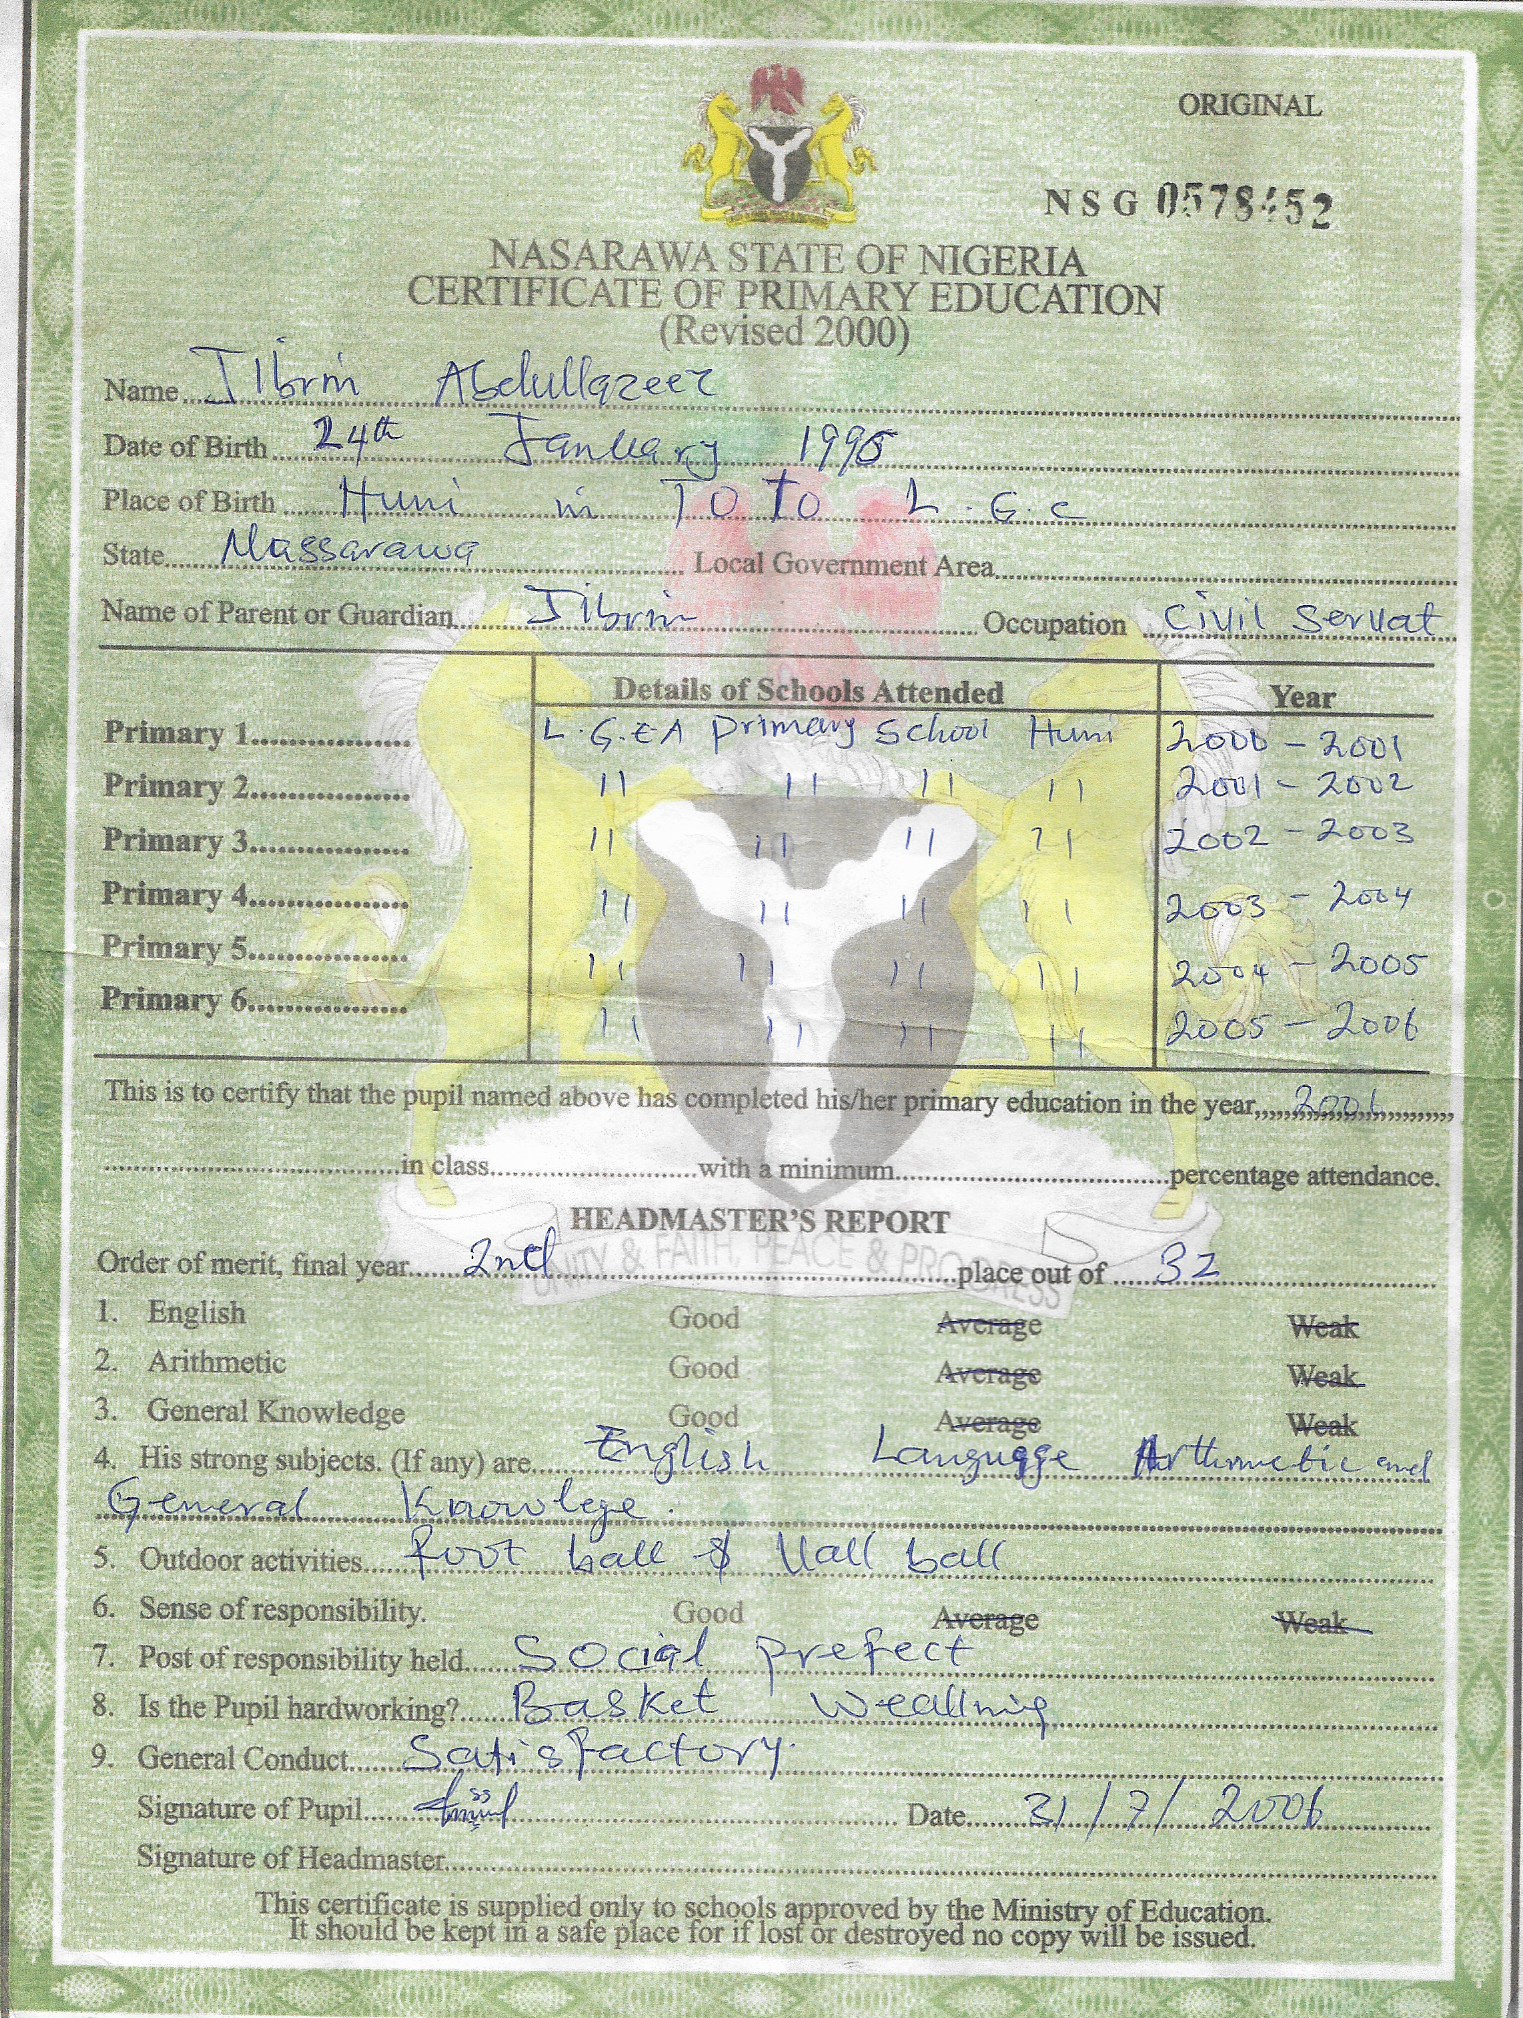 ORIGINAL
NSG 0578452
NASARAWA STATE OF NIGERIA
CERTIFICATE OF PRIMARY EDUCATION
(Revised 2000)
Name Jibrin Abdullazeez
Date of Birth 24th January 1995
Place of Birth Huni in TOTO L.G.C
State Nassarawa Local Government Area
Name of Parent or Guardian Jibrin Occupation Civil Servat
Details of Schools Attended Year
Primary 1 L.G.E.A Primary School Huni 2000 - 2001
Primary 2 " " " " 2001 - 2002
Primary 3 " " " " 2002 - 2003
Primary 4 " " " " 2003 - 2004
Primary 5 " " " " 2004 - 2005
Primary 6 " " " " 2005 - 2006
This is to certify that the pupil named above has completed his/her primary education in the year 2006
in class with a minimum percentage attendance.
HEADMASTER'S REPORT
Order of merit, final year 2nd place out of 32
UNITY & FAITH, PEACE & PROGRESS
1. English Good Average Weak
2. Arithmetic Good Average Weak
3. General Knowledge Good Average Weak
4. His strong subjects. (If any) are English Langugge Arthmetic and
General Knowlege.
5. Outdoor activities Foot ball & Vall ball
6. Sense of responsibility. Good Average Weak
7. Post of responsibility held Social prefect
8. Is the Pupil hardworking? Basket
9. General Conduct Satisfactory.
Signature of Pupil Date 31/7/2006
Signature of Headmaster
This certificate is supplied only to schools approved by the Ministry of Education.
It should be kept in a safe place for if lost or destroyed no copy will be issued.